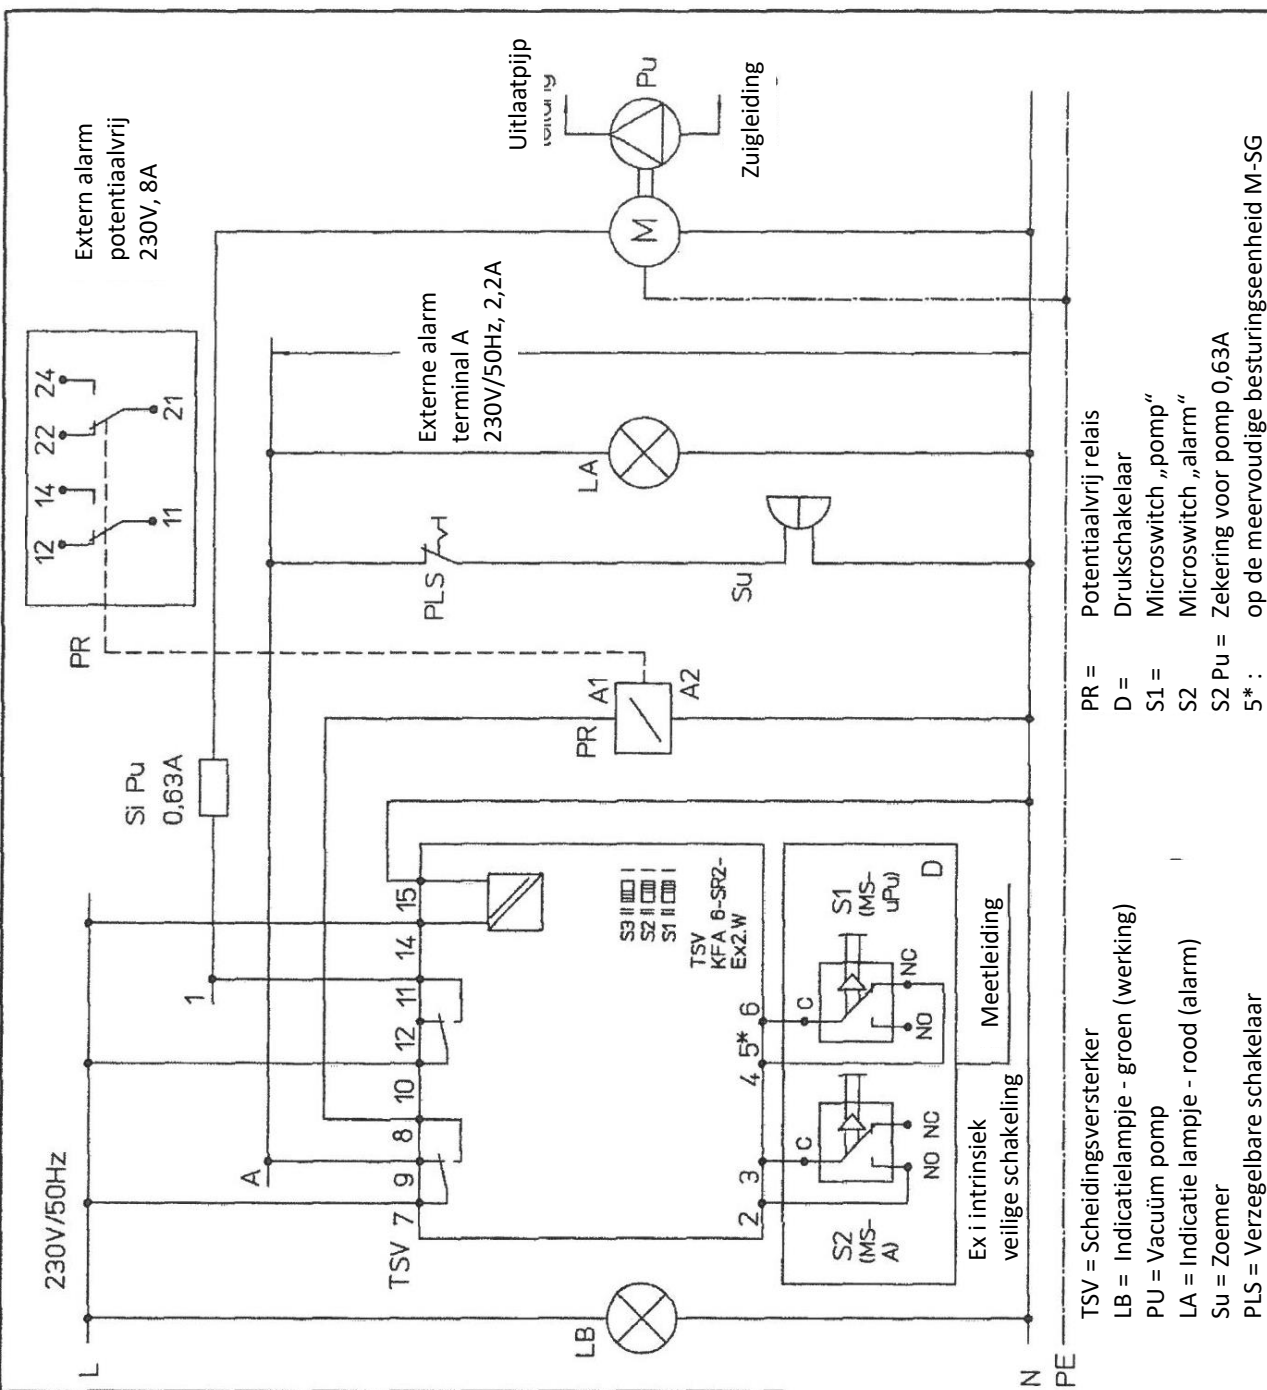 230V/50Hz
L
Si Pu
0,63A
PR
12
14
22
24
11
21
Extern alarm
potentiaalvrij
230V, 8A
A
1
TSV
7
9
8
10
12
11
14
15
S3 II I
S2 II I
S1 II I
TSV
KFA 6-SR2-
Ex2.W
2
3
4
5*
6
PR
A1
A2
PLS
LA
Externe alarm
terminal A
230V/50Hz, 2,2A
Uitlaatpijp
Pu
M
Zuigleiding
LB
Su
S2
(MS-
A)
C
NO
NC
S1
(MS-
uPu)
C
NO
NC
D
Ex i intrinsiek
veilige schakeling
Meetleiding
N
PE
TSV = Scheidingsversterker
LB = Indicatielampje - groen (werking)
PU = Vacuüm pomp
LA = Indicatie lampje - rood (alarm)
Su = Zoemer
PLS = Verzegelbare schakelaar
PR = Potentiaalvrij relais
D = Drukschakelaar
S1 = Microswitch „pomp“
S2 Microswitch „alarm“
S2 Pu = Zekering voor pomp 0,63A
5* : op de meervoudige besturingseenheid M-SG